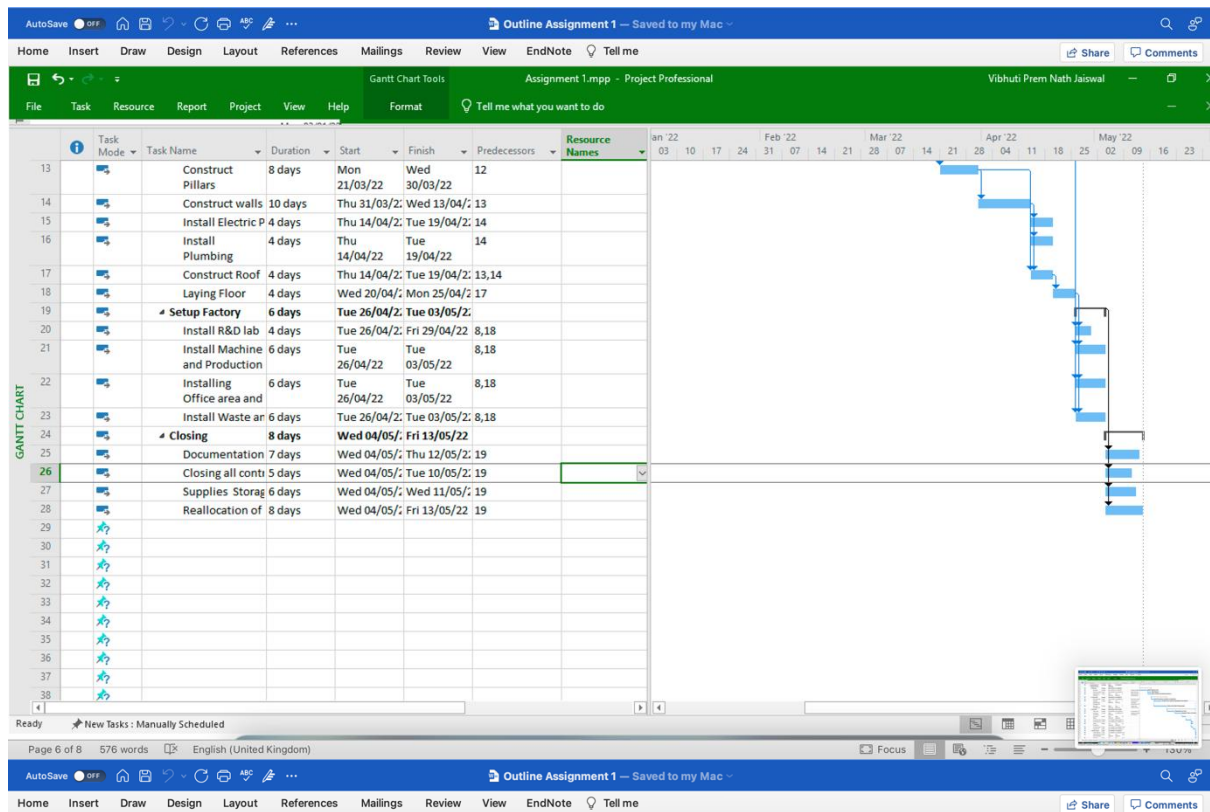 AutoSave OFF ABC ... Outline Assignment 1 — Saved to my Mac
Home Insert Draw Design Layout References Mailings Review View EndNote Tell me Share Comments
Gantt Chart Tools Assignment 1.mpp - Project Professional Vibhuti Prem Nath Jaiswal
File Task Resource Report Project View Help Format Tell me what you want to do
Task Mode Task Name Duration Start Finish Predecessors Resource Names
an '22 Feb '22 Mar '22 Apr '22 May '22
03 10 17 24 31 07 14 21 28 07 14 21 28 04 11 18 25 02 09 16 23
13 Construct Pillars 8 days Mon 21/03/22 Wed 30/03/22 12
14 Construct walls 10 days Thu 31/03/2 Wed 13/04/2 13
15 Install Electric P 4 days Thu 14/04/2 Tue 19/04/2 14
16 Install Plumbing 4 days Thu 14/04/22 Tue 19/04/22 14
17 Construct Roof 4 days Thu 14/04/2 Tue 19/04/2 13,14
18 Laying Floor 4 days Wed 20/04/2 Mon 25/04/2 17
19 Setup Factory 6 days Tue 26/04/2 Tue 03/05/2
20 Install R&D lab 4 days Tue 26/04/2 Fri 29/04/22 8,18
21 Install Machine and Production 6 days Tue 26/04/22 Tue 03/05/22 8,18
22 Installing Office area and 6 days Tue 26/04/22 Tue 03/05/22 8,18
23 Install Waste ar 6 days Tue 26/04/2 Tue 03/05/2 8,18
24 Closing 8 days Wed 04/05/ Fri 13/05/22
25 Documentation 7 days Wed 04/05/2 Thu 12/05/22 19
26 Closing all contr 5 days Wed 04/05/2 Tue 10/05/22 19
27 Supplies Storag 6 days Wed 04/05/2 Wed 11/05/2 19
28 Reallocation of 8 days Wed 04/05/2 Fri 13/05/22 19
29
30
31
32
33
34
35
36
37
38
GANTT CHART
Ready New Tasks : Manually Scheduled
Page 6 of 8 576 words English (United Kingdom) Focus 130%
AutoSave OFF ABC ... Outline Assignment 1 — Saved to my Mac
Home Insert Draw Design Layout References Mailings Review View EndNote Tell me Share Comments